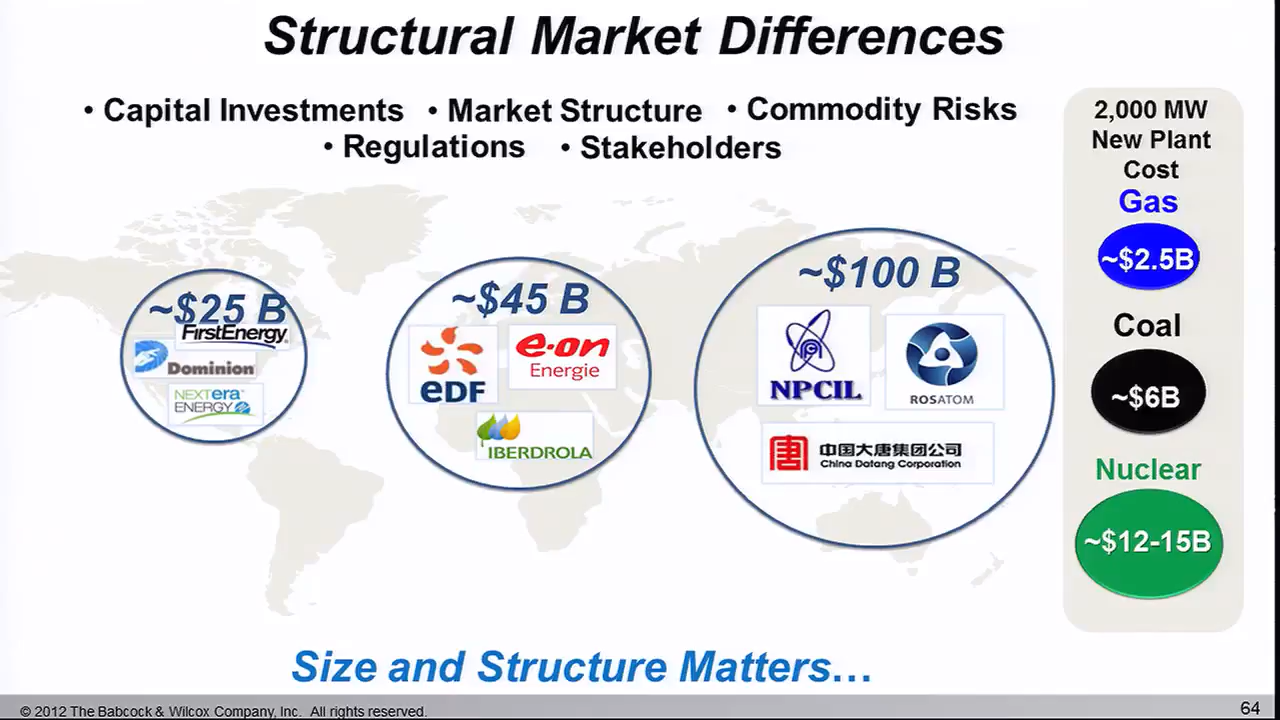 Structural Market Differences
• Capital Investments • Market Structure • Commodity Risks
• Regulations • Stakeholders
~$25 B
FirstEnergy
Dominion
NEXTera™
ENERGY
~$45 B
eDF
e·on
Energie
IBERDROLA
~$100 B
NPCIL
ROSATOM
中国大唐集团公司
China Datang Corporation
2,000 MW
New Plant
Cost
Gas
~$2.5B
Coal
~$6B
Nuclear
~$12-15B
Size and Structure Matters…
© 2012 The Babcock & Wilcox Company, Inc. All rights reserved.
64